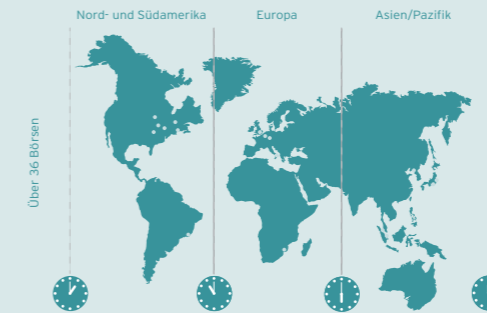 Nord- und Südamerika
Europa
Asien/Pazifik
Über 36 Börsen